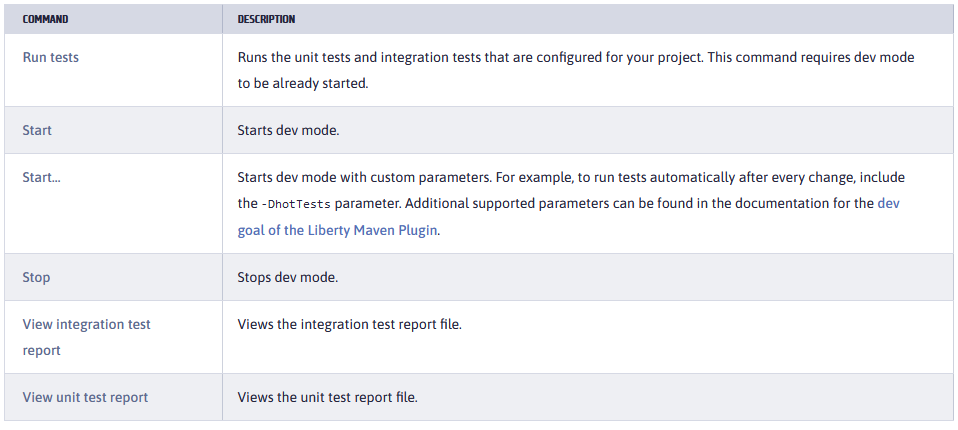 COMMAND DESCRIPTION
Run tests Runs the unit tests and integration tests that are configured for your project. This command requires dev mode
to be already started.
Start Starts dev mode.
Start... Starts dev mode with custom parameters. For example, to run tests automatically after every change, include
the -DhotTests parameter. Additional supported parameters can be found in the documentation for the dev
goal of the Liberty Maven Plugin.
Stop Stops dev mode.
View integration test Views the integration test report file.
report
View unit test report Views the unit test report file.